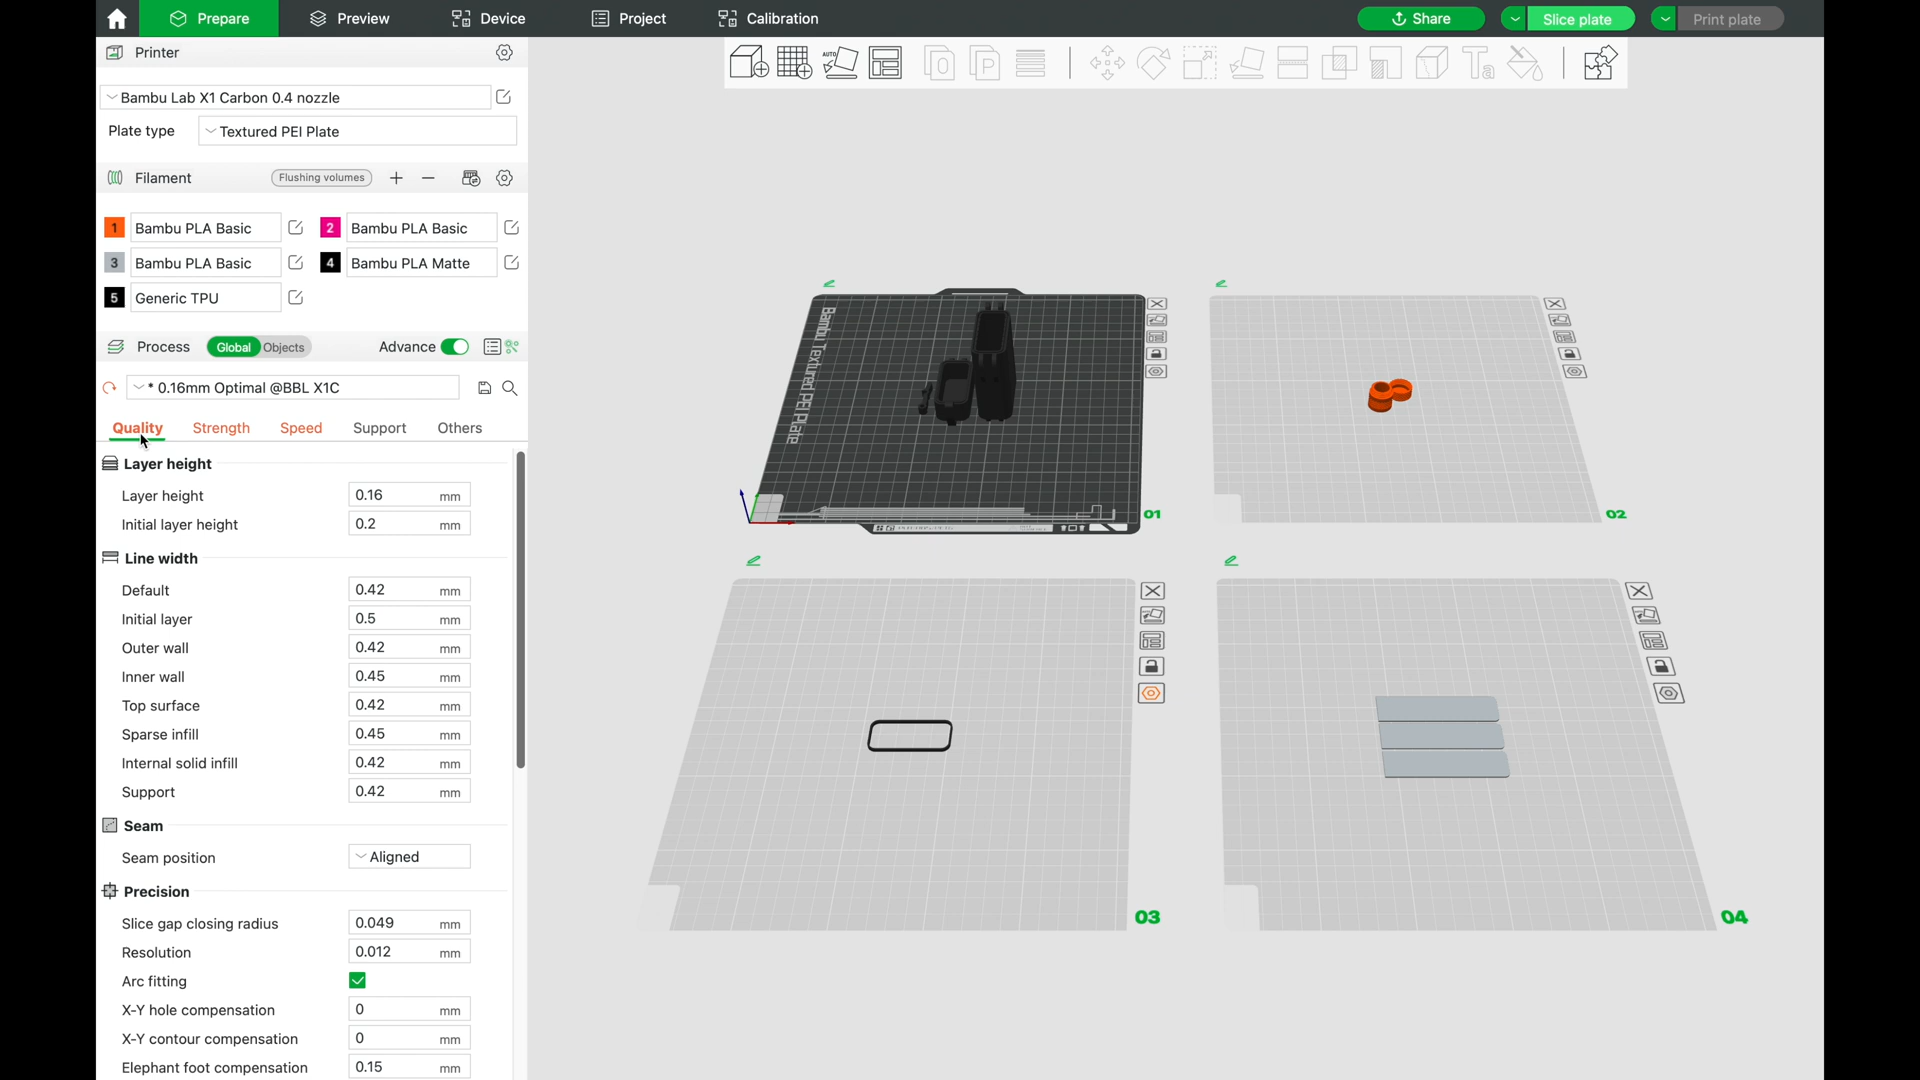 Prepare Preview Device Project Calibration Share Slice plate Print plate
Printer
Bambu Lab X1 Carbon 0.4 nozzle
Plate type Textured PEI Plate
Filament Flushing volumes
1 Bambu PLA Basic 2 Bambu PLA Basic
3 Bambu PLA Basic 4 Bambu PLA Matte
5 Generic TPU
Process Global Objects Advance
* 0.16mm Optimal @BBL X1C
Quality Strength Speed Support Others
Layer height
Layer height 0.16 mm
Initial layer height 0.2 mm
Line width
Default 0.42 mm
Initial layer 0.5 mm
Outer wall 0.42 mm
Inner wall 0.45 mm
Top surface 0.42 mm
Sparse infill 0.45 mm
Internal solid infill 0.42 mm
Support 0.42 mm
Seam
Seam position Aligned
Precision
Slice gap closing radius 0.049 mm
Resolution 0.012 mm
Arc fitting
X-Y hole compensation 0 mm
X-Y contour compensation 0 mm
Elephant foot compensation 0.15 mm
AUTO
O P Ta
Bambu Textured PEI Plate
01
02
03
04